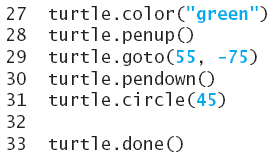 27 turtle.color("green")
28 turtle.penup()
29 turtle.goto(55, -75)
30 turtle.pendown()
31 turtle.circle(45)
32
33 turtle.done()